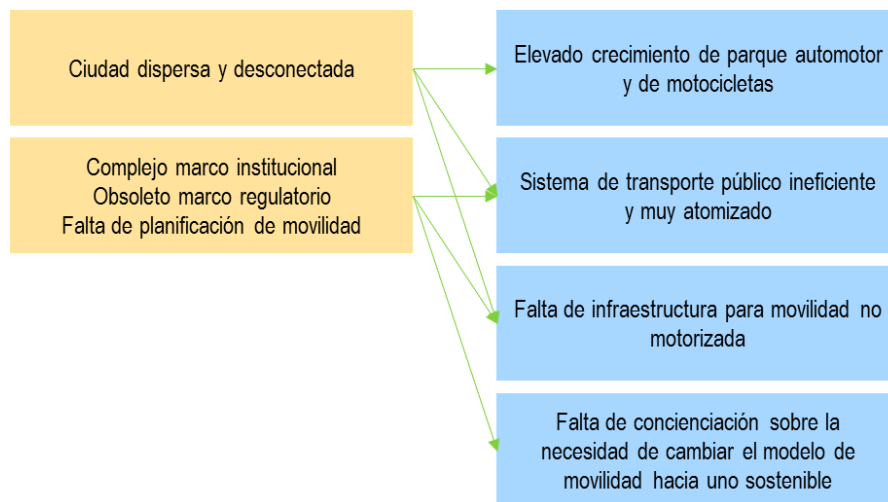 Ciudad dispersa y desconectada
Complejo marco institucional
Obsoleto marco regulatorio
Falta de planificación de movilidad
Elevado crecimiento de parque automotor
y de motocicletas
Sistema de transporte público ineficiente
y muy atomizado
Falta de infraestructura para movilidad no
motorizada
Falta de concienciación sobre la
necesidad de cambiar el modelo de
movilidad hacia uno sostenible